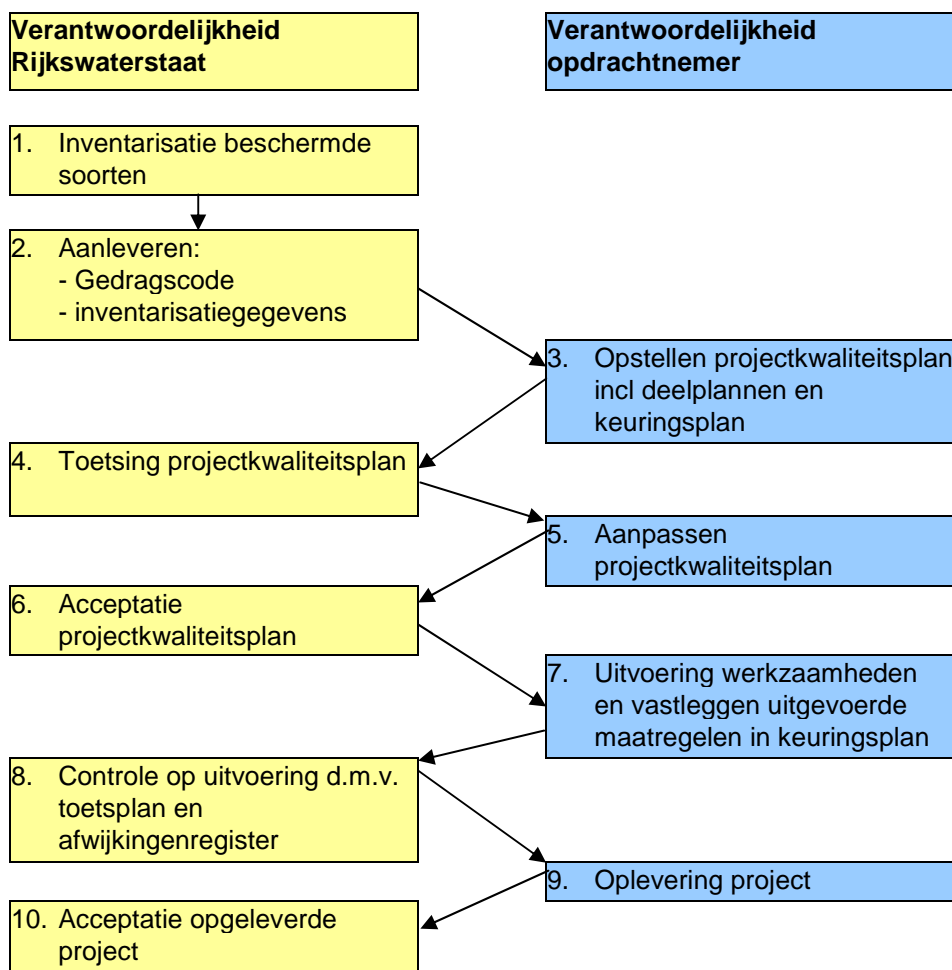 Verantwoordelijkheid
Rijkswaterstaat
Verantwoordelijkheid
opdrachtnemer
1. Inventarisatie beschermde
soorten
2. Aanleveren:
- Gedragscode
- inventarisatiegegevens
3. Opstellen projectkwaliteitsplan
incl deelplannen en
keuringsplan
4. Toetsing projectkwaliteitsplan
5. Aanpassen
projectkwaliteitsplan
6. Acceptatie
projectkwaliteitsplan
7. Uitvoering werkzaamheden
en vastleggen uitgevoerde
maatregelen in keuringsplan
8. Controle op uitvoering d.m.v.
toetsplan en
afwijkingenregister
9. Oplevering project
10. Acceptatie opgeleverde
project